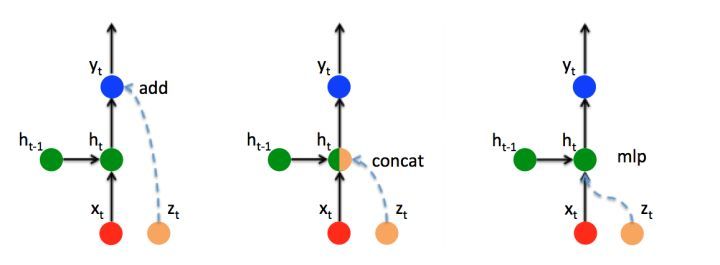 y_t add
h_{t-1} h_t
x_t z_t
y_t
h_{t-1} h_t concat
x_t z_t
y_t
h_{t-1} h_t mlp
x_t z_t